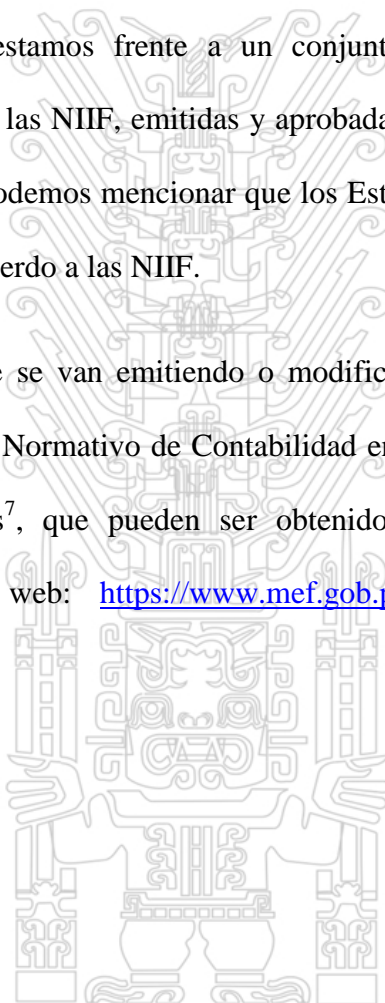 estamos frente a un conjunt
las NIIF, emitidas y aprobada
odemos mencionar que los Est
erdo a las NIIF.
e se van emitiendo o modific
Normativo de Contabilidad en
s⁷, que pueden ser obtenido
web: https://www.mef.gob.p